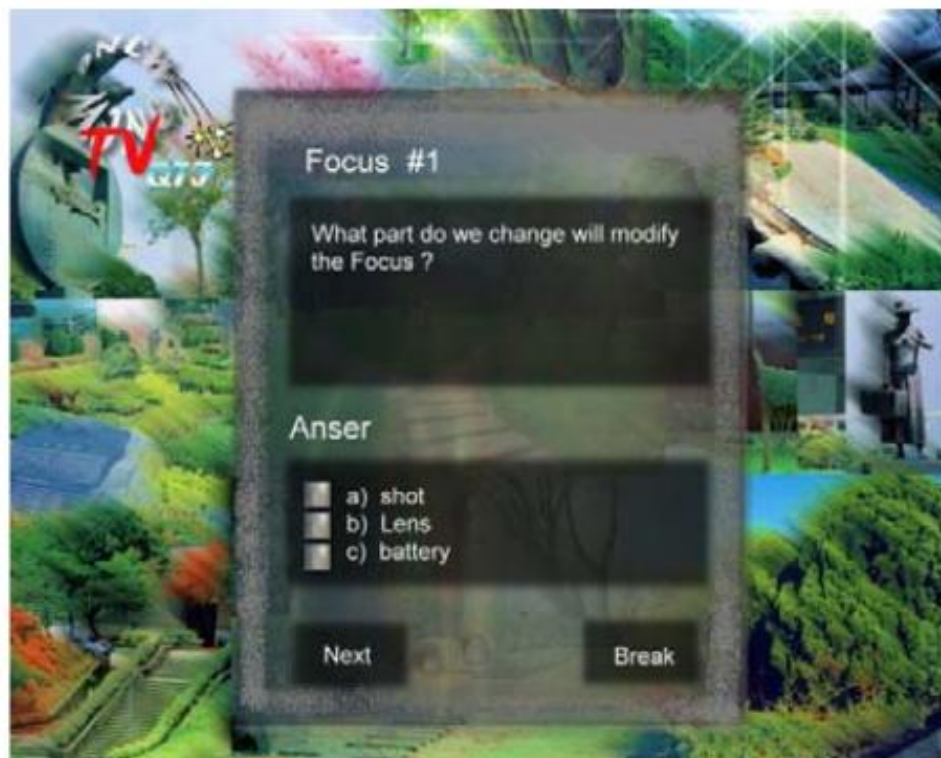 TV
Focus #1
What part do we change will modify
the Focus ?
Anser
a) shot
b) Lens
c) battery
Next
Break